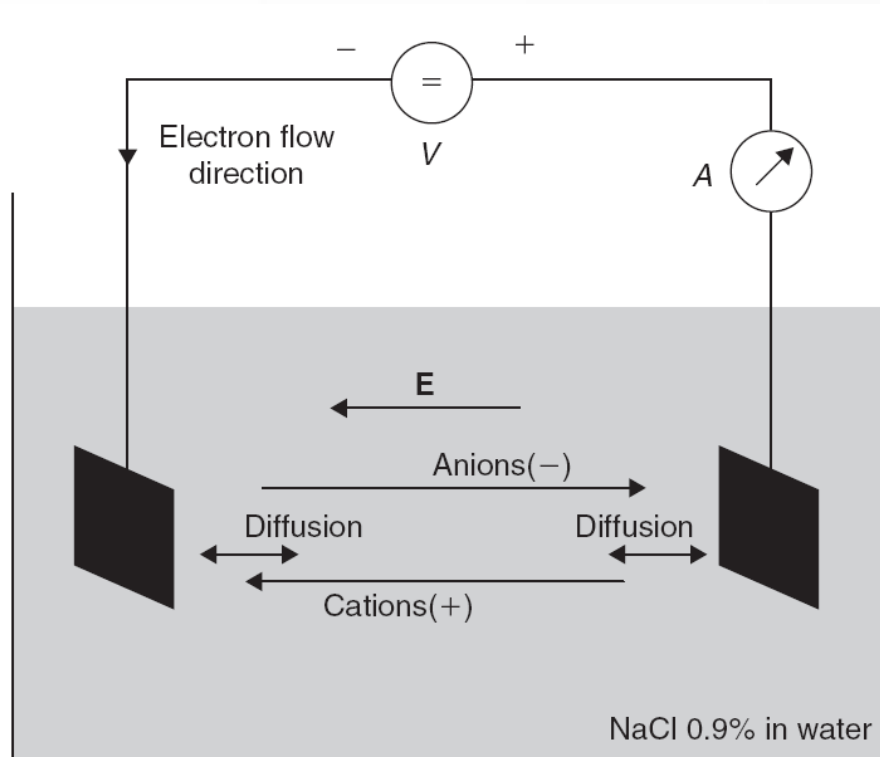 − +
=
V
Electron flow
direction
A
E
Anions(−)
Diffusion Diffusion
Cations(+)
NaCl 0.9% in water